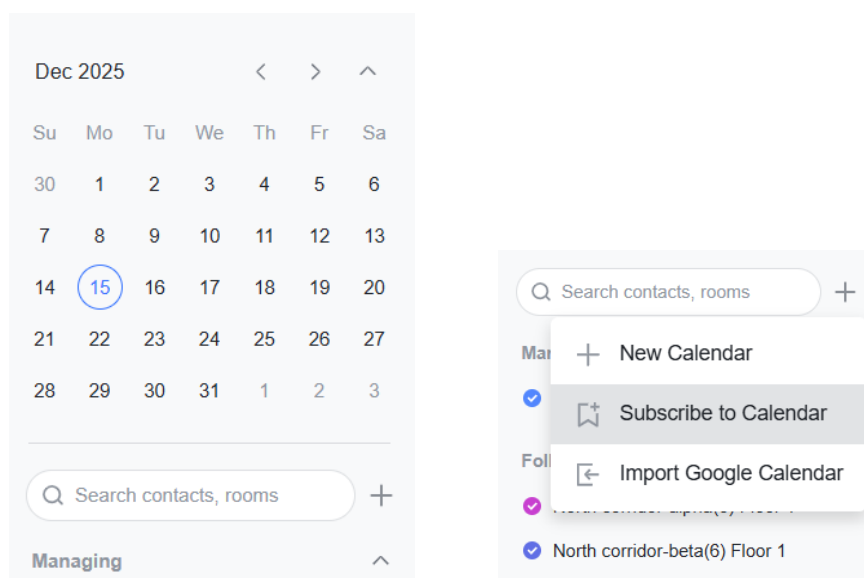 Dec 2025
Su Mo Tu We Th Fr Sa
30 1 2 3 4 5 6
7 8 9 10 11 12 13
14 15 16 17 18 19 20
21 22 23 24 25 26 27
28 29 30 31 1 2 3
Search contacts, rooms
Managing
Search contacts, rooms
New Calendar
Subscribe to Calendar
Import Google Calendar
North corridor-beta(6) Floor 1